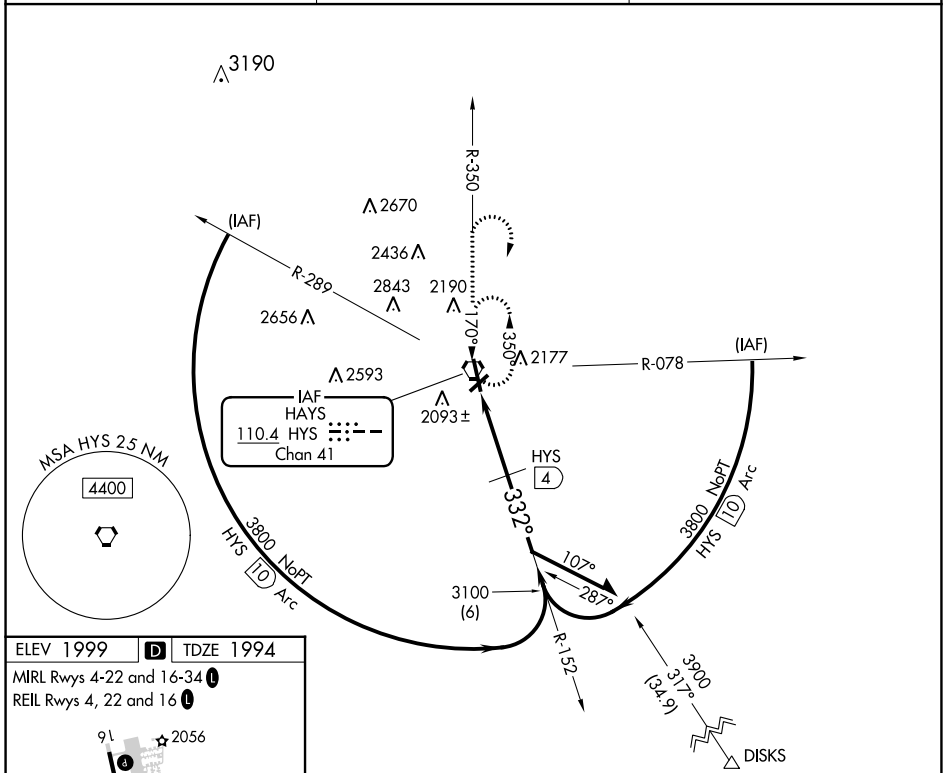 3190
R-350
(IAF)
2670
2436
R-289
2843
2190
2656
170°
350°
2177
R-078
(IAF)
2593
IAF
HAYS
110.4 HYS
Chan 41
2093±
MSA HYS 25 NM
4400
HYS
4
332°
3800 NoPT
HYS 10 Arc
3800 NoPT
HYS 10 Arc
107°
287°
3100
(6)
R-152
3900
317°
(34.9)
DISKS
ELEV 1999 D TDZE 1994
MIRL Rwys 4-22 and 16-34 L
REIL Rwys 4, 22 and 16 L
16
2056
P